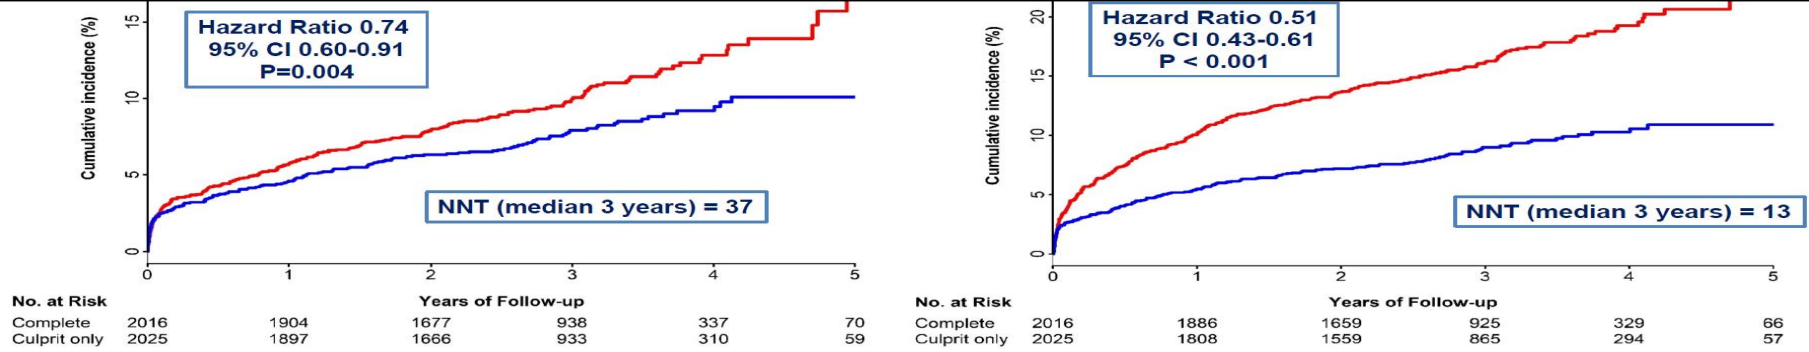 Hazard Ratio 0.74
95% CI 0.60-0.91
P=0.004
Cumulative incidence (%)
15
10
5
0
NNT (median 3 years) = 37
0 1 2 3 4 5
No. at Risk Years of Follow-up
Complete 2016 1904 1677 938 337 70
Culprit only 2025 1897 1666 933 310 59
Hazard Ratio 0.51
95% CI 0.43-0.61
P < 0.001
Cumulative incidence (%)
20
15
10
5
0
NNT (median 3 years) = 13
0 1 2 3 4 5
No. at Risk Years of Follow-up
Complete 2016 1886 1659 925 329 66
Culprit only 2025 1808 1559 865 294 57